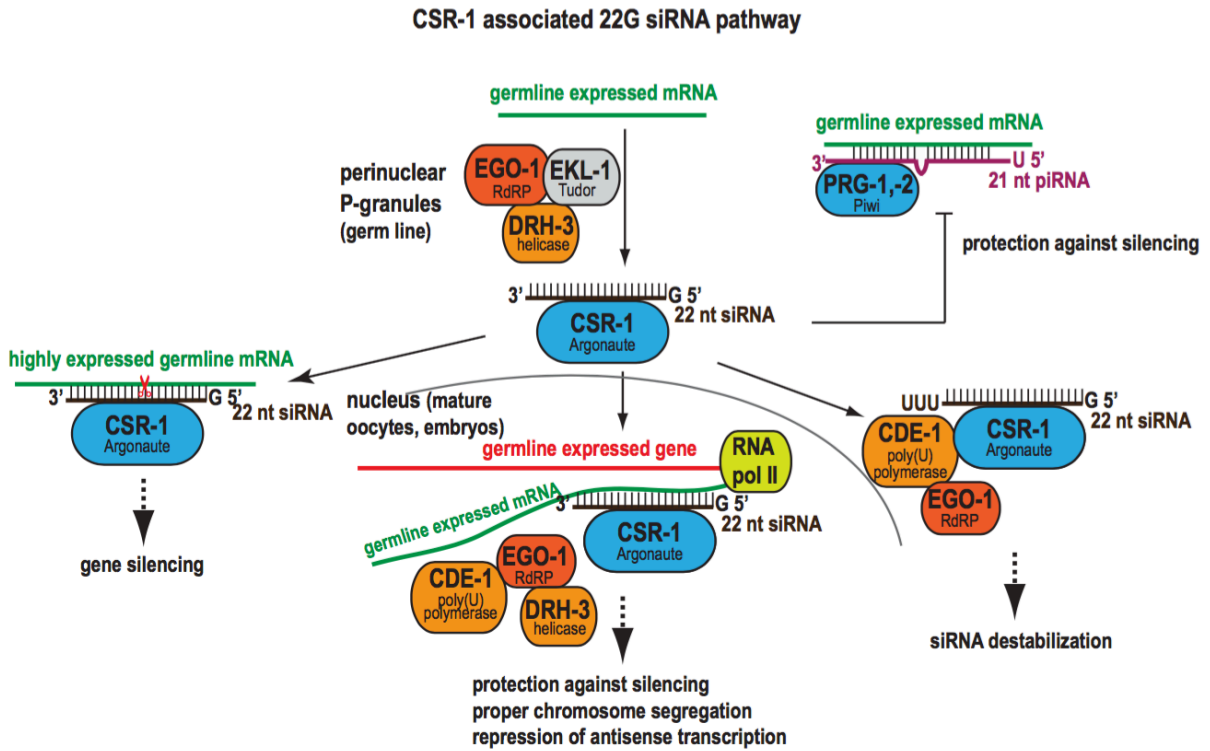 CSR-1 associated 22G siRNA pathway
germline expressed mRNA
perinuclear
P-granules
(germ line)
EGO-1
RdRP
EKL-1
Tudor
DRH-3
helicase
germline expressed mRNA
3’
U 5’
21 nt piRNA
PRG-1,-2
Piwi
protection against silencing
3’
G 5’
22 nt siRNA
CSR-1
Argonaute
highly expressed germline mRNA
3’
G 5’
22 nt siRNA
CSR-1
Argonaute
gene silencing
nucleus (mature
oocytes, embryos)
germline expressed gene
RNA
pol II
germline expressed mRNA
3’
G 5’
22 nt siRNA
CSR-1
Argonaute
EGO-1
RdRP
CDE-1
poly(U)
polymerase
DRH-3
helicase
protection against silencing
proper chromosome segregation
repression of antisense transcription
UUU
G 5’
22 nt siRNA
CDE-1
poly(U)
polymerase
CSR-1
Argonaute
EGO-1
RdRP
siRNA destabilization